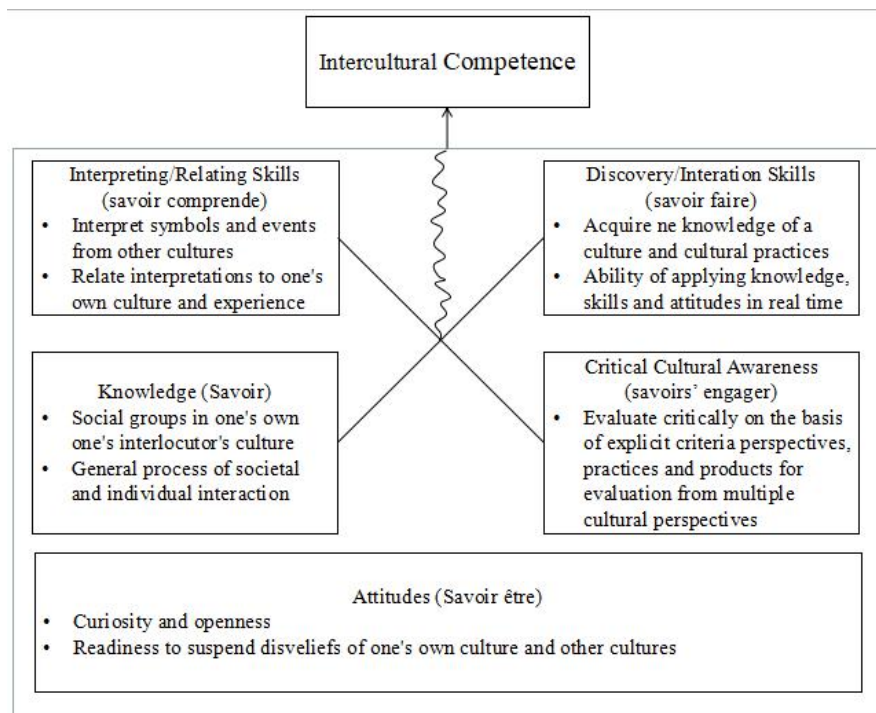 Intercultural Competence
Interpreting/Relating Skills
(savoir comprende)
• Interpret symbols and events
from other cultures
• Relate interpretations to one's
own culture and experience
Discovery/Interation Skills
(savoir faire)
• Acquire ne knowledge of a
culture and cultural practices
• Ability of applying knowledge,
skills and attitudes in real time
Knowledge (Savoir)
• Social groups in one's own
one's interlocutor's culture
• General process of societal
and individual interaction
Critical Cultural Awareness
(savoirs’ engager)
• Evaluate critically on the basis
of explicit criteria perspectives,
practices and products for
evaluation from multiple
cultural perspectives
Attitudes (Savoir être)
• Curiosity and openness
• Readiness to suspend disveliefs of one's own culture and other cultures